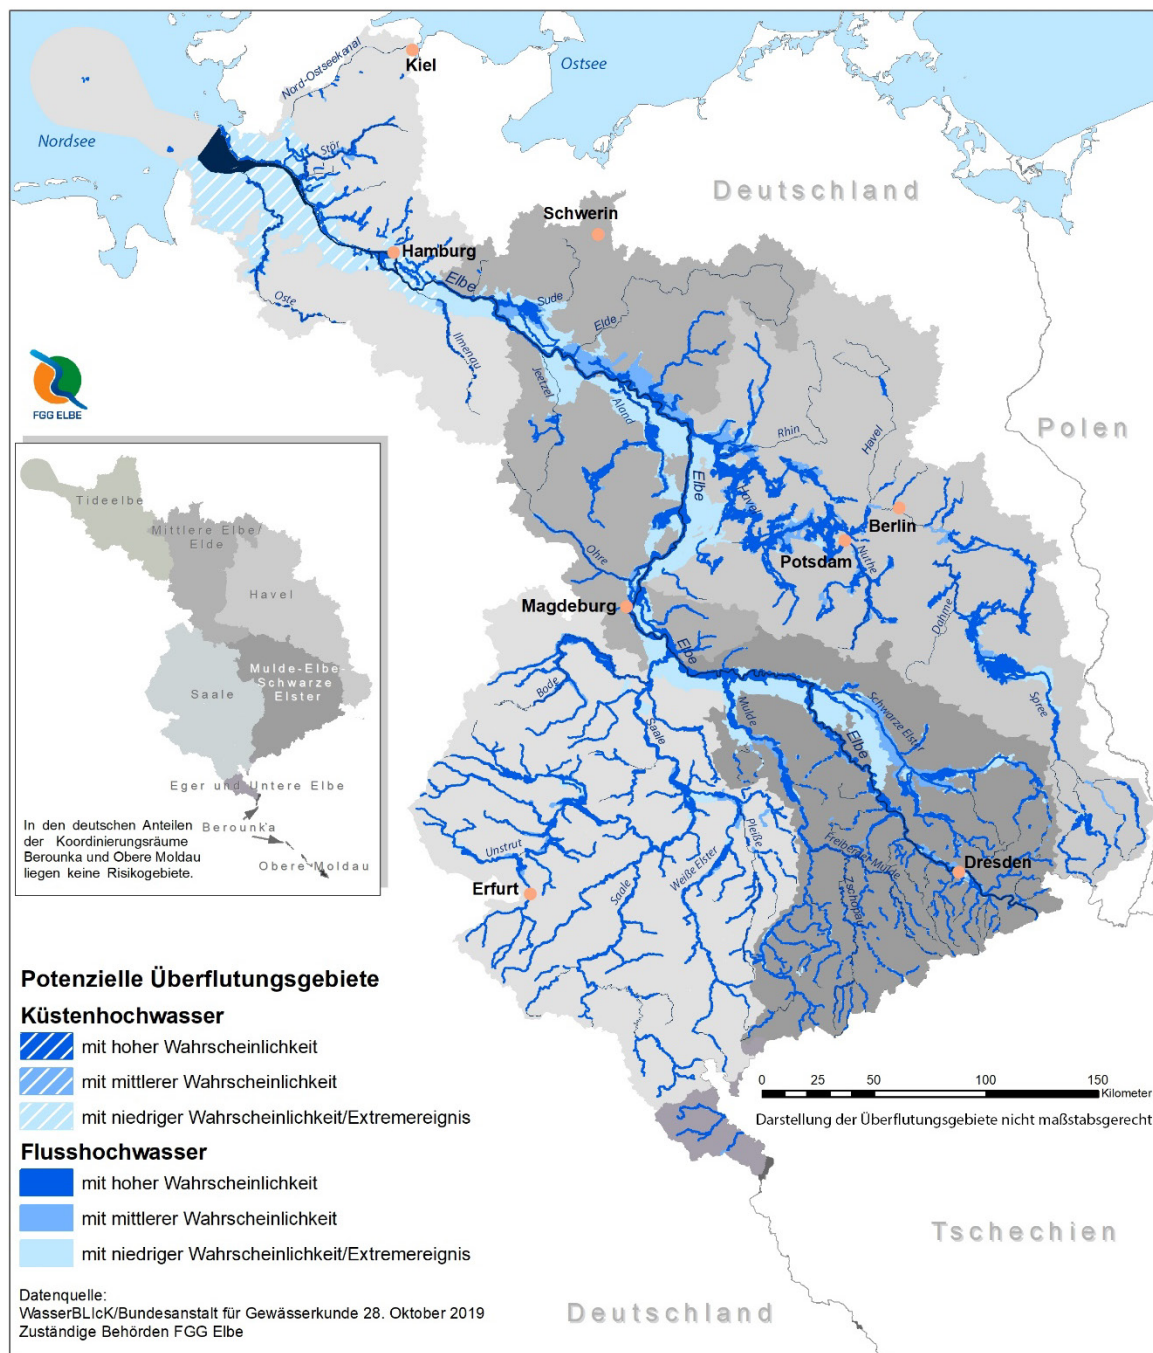 Kiel
Nord-Ostseekanal
Ostsee
Nordsee
Stör
Deutschland
Schwerin
Hamburg
Elbe
Sude
Oste
Elde
Ilmenau
Jeetzel
Aland
FGG ELBE
Polen
Rhin
Havel
Elbe
Havel
Berlin
Potsdam
Nuthe
Ohre
Magdeburg
Dahme
Elbe
Bode
Mulde
Schwarze Elster
Spree
Saale
Elbe
Pleiße
Unstrut
Freiberger Mulde
Weiße Elster
Dresden
Erfurt
Saale
Zschopau
Tideelbe
Mittlere Elbe/
Elde
Havel
Mulde-Elbe-
Schwarze
Elster
Saale
Eger und Untere Elbe
Berounka
Obere Moldau
In den deutschen Anteilen
der Koordinierungsräume
Berounka und Obere Moldau
liegen keine Risikogebiete.
Potenzielle Überflutungsgebiete
Küstenhochwasser
mit hoher Wahrscheinlichkeit
mit mittlerer Wahrscheinlichkeit
mit niedriger Wahrscheinlichkeit/Extremereignis
Flusshochwasser
mit hoher Wahrscheinlichkeit
mit mittlerer Wahrscheinlichkeit
mit niedriger Wahrscheinlichkeit/Extremereignis
0 25 50 100 150
Kilometer
Darstellung der Überflutungsgebiete nicht maßstabsgerecht
Tschechien
Deutschland
Datenquelle:
WasserBLIcK/Bundesanstalt für Gewässerkunde 28. Oktober 2019
Zuständige Behörden FGG Elbe